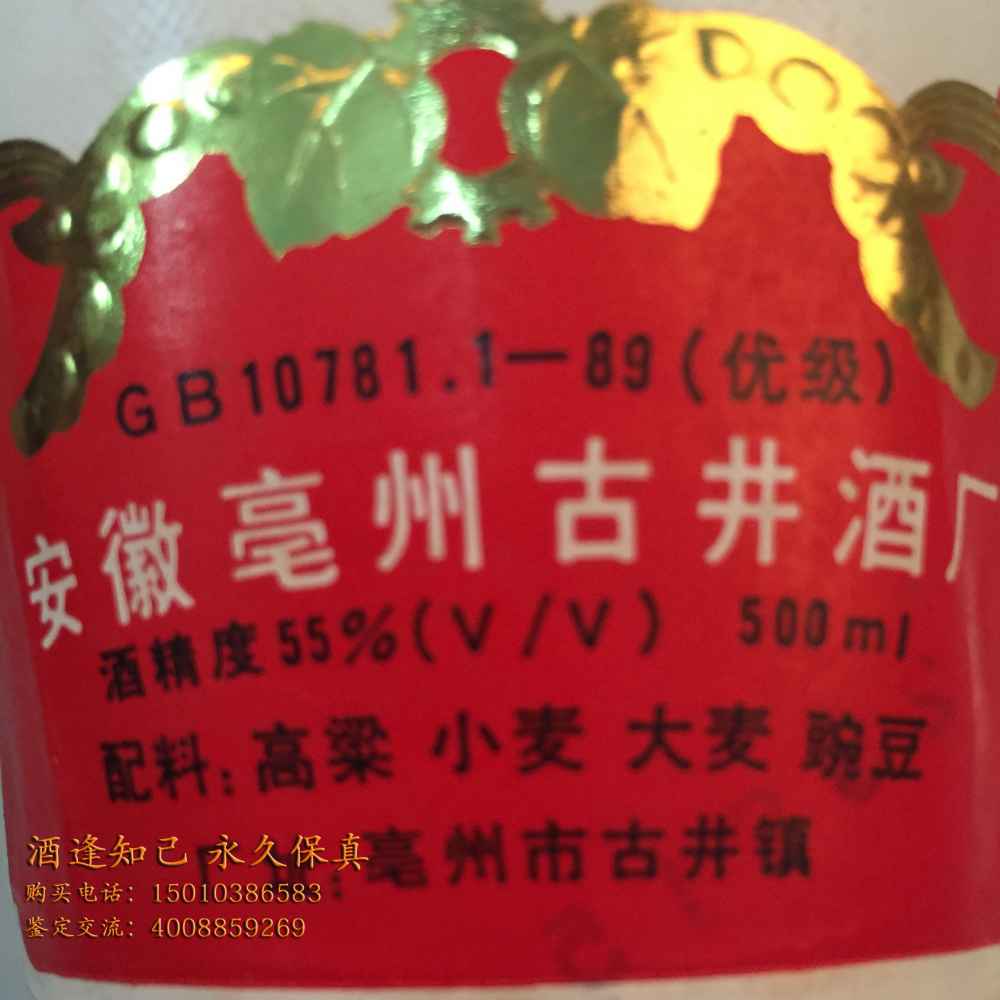 GB10781.1—89(优级)
安徽亳州古井酒厂
酒精度55%(V/V) 500ml
配料:高粱 小麦 大麦 豌豆
厂址:亳州市古井镇
酒逢知己 永久保真
购买电话：15010386583
鉴定交流：4008859269